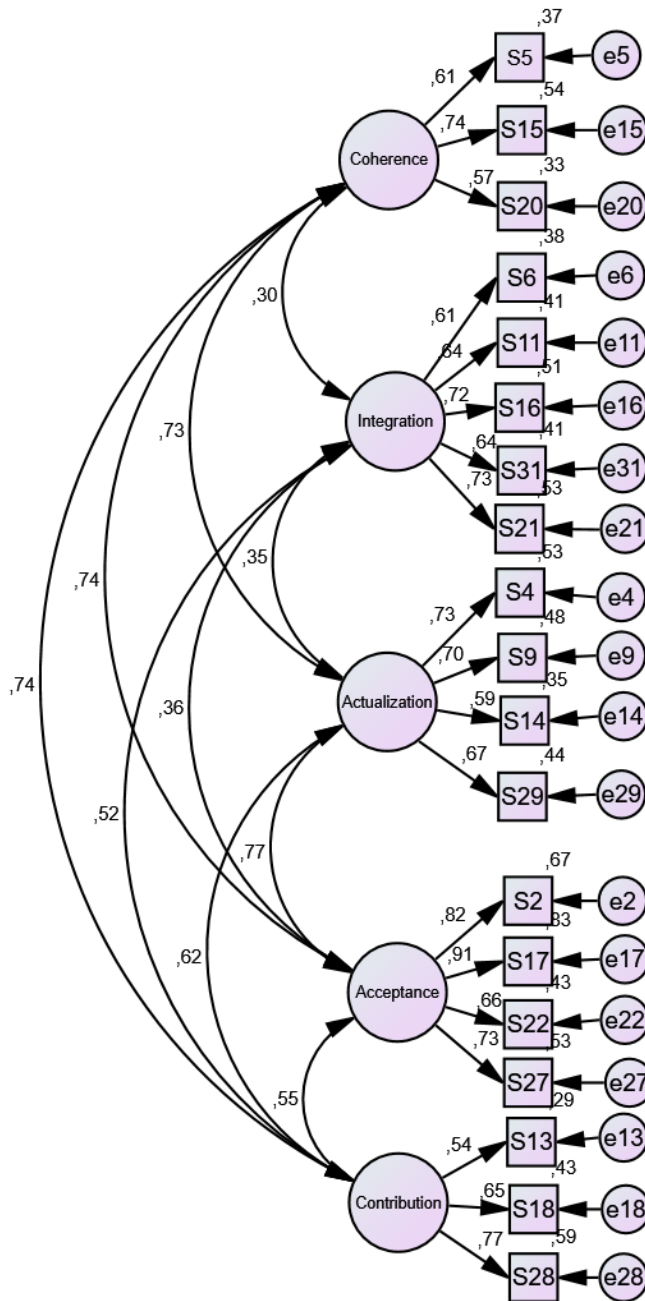 ,37
S5
e5
,61
,54
,74
S15
e15
Coherence
,33
,57
S20
e20
,38
S6
e6
,30
,61
,41
S11
e11
,64
,51
,72
S16
e16
Integration
,73
,41
,64
S31
e31
,73
,53
S21
e21
,35
,53
,74
S4
e4
,73
,48
,70
S9
e9
,74
,35
Actualization
,36
,59
S14
e14
,67
,44
S29
e29
,52
,77
,67
S2
e2
,82
,83
,62
,91
S17
e17
Acceptance
,43
,66
S22
e22
,73
,53
S27
e27
,55
,29
,54
S13
e13
,43
Contribution
,65
S18
e18
,77
,59
S28
e28